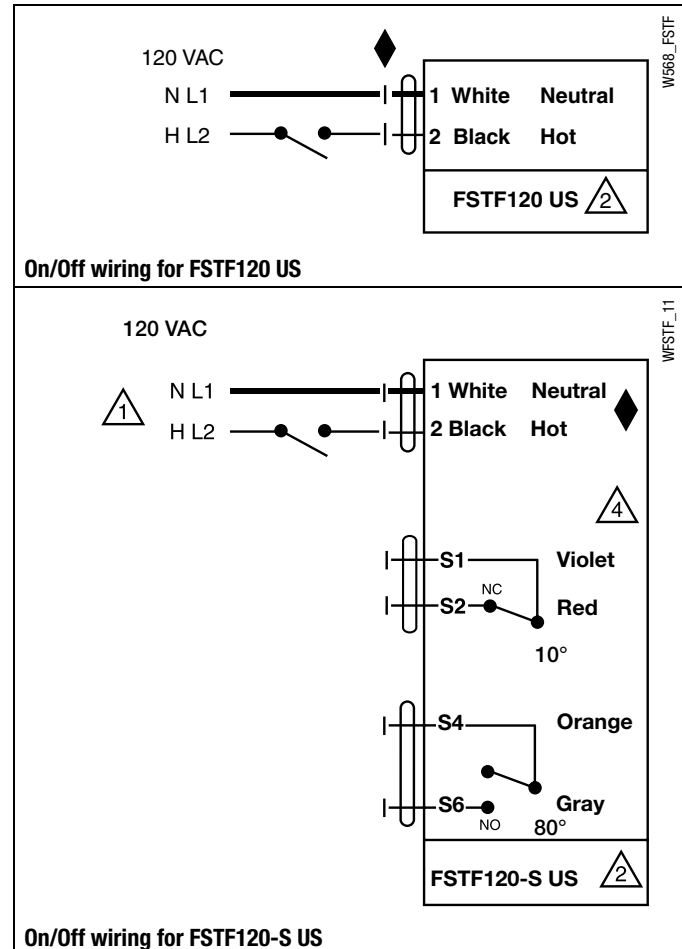 W568_FSTF
120 VAC
N L1
1 White Neutral
H L2
2 Black Hot
FSTF120 US 2
On/Off wiring for FSTF120 US
WFSTF_11
120 VAC
1
N L1
1 White Neutral
H L2
2 Black Hot
4
S1 Violet
NC
S2 Red
10°
S4 Orange
S6 Gray
NO 80°
FSTF120-S US 2
On/Off wiring for FSTF120-S US